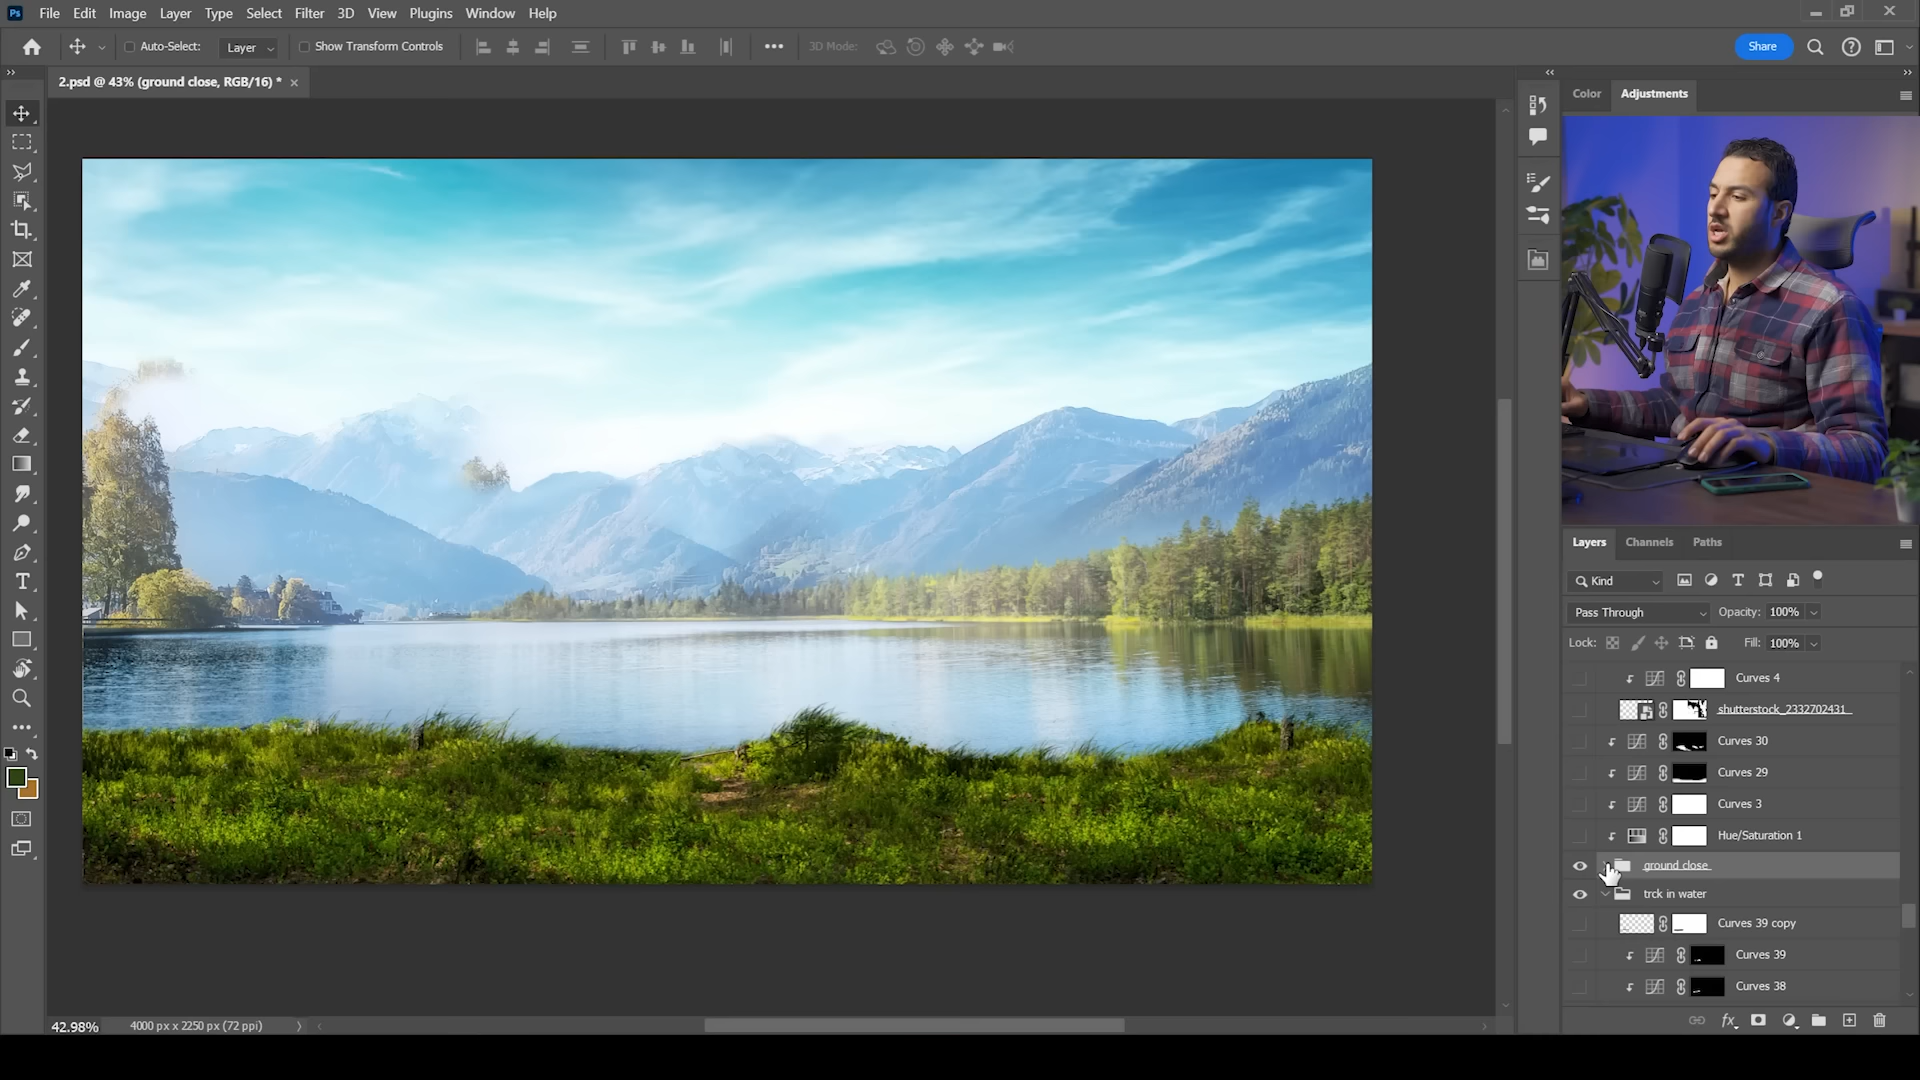 Ps File Edit Image Layer Type Select Filter 3D View Plugins Window Help
Auto-Select: Layer Show Transform Controls 3D Mode: Share
2.psd @ 43% (ground close, RGB/16) *
Color Adjustments
Layers Channels Paths
Kind
Pass Through Opacity: 100%
Lock: Fill: 100%
Curves 4
shutterstock_2332702431
Curves 30
Curves 29
Curves 3
Hue/Saturation 1
ground close
trck in water
Curves 39 copy
Curves 39
Curves 38
42.98% 4000 px x 2250 px (72 ppi)